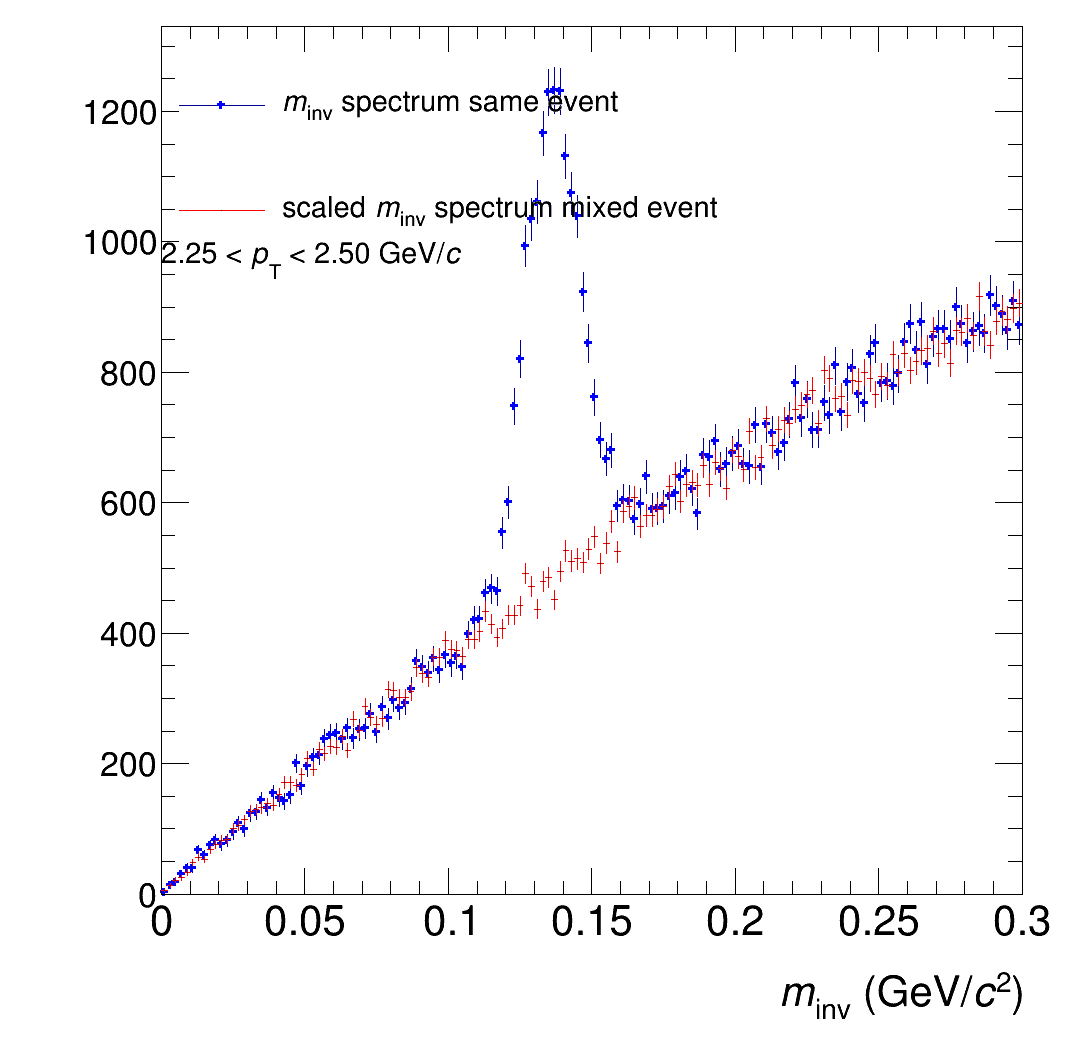 1200
m_inv spectrum same event
scaled m_inv spectrum mixed event
1000
2.25 < p_T < 2.50 GeV/c
800
600
400
200
0
0 0.05 0.1 0.15 0.2 0.25 0.3
m_inv (GeV/c²)